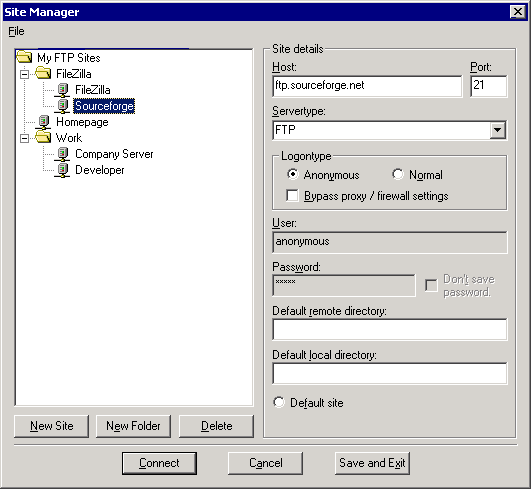 Site Manager
File
My FTP Sites
FileZilla
FileZilla
Sourceforge
Homepage
Work
Company Server
Developer
New Site
New Folder
Delete
Site details
Host:
Port:
ftp.sourceforge.net
21
Servertype:
FTP
Logontype
Anonymous
Normal
Bypass proxy / firewall settings
User:
anonymous
Password:
*****
Don't save
password.
Default remote directory:
Default local directory:
Default site
Connect
Cancel
Save and Exit